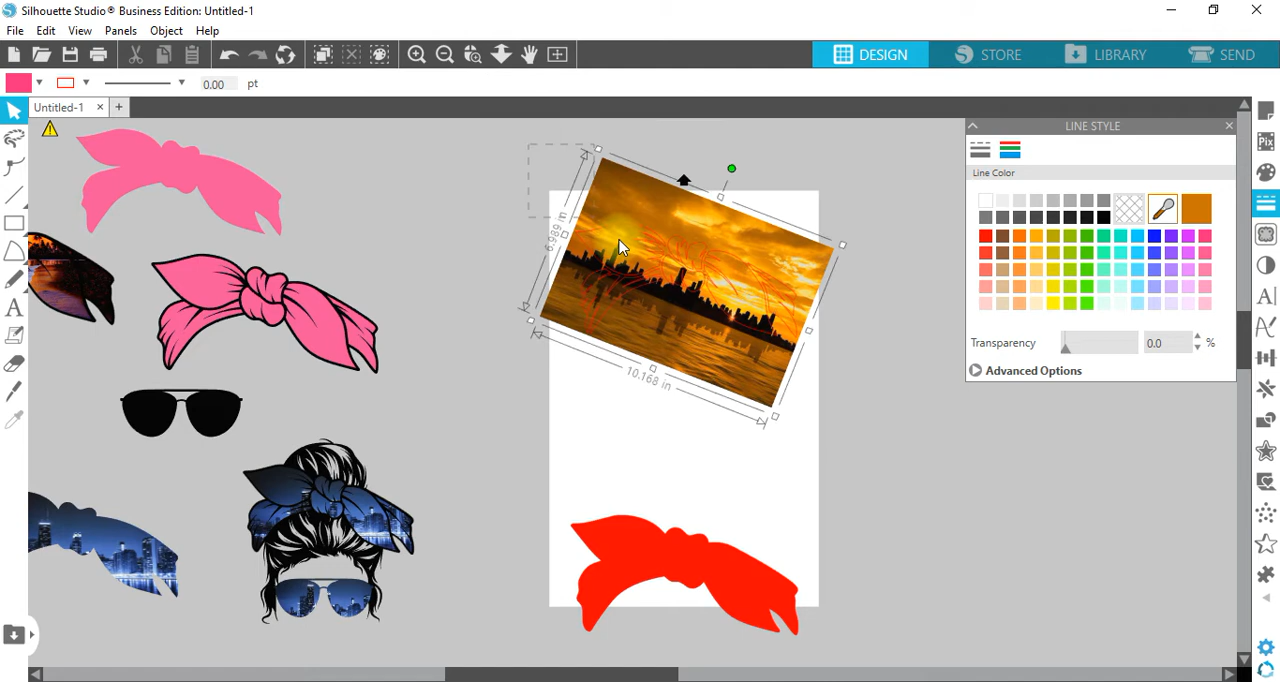 Silhouette Studio® Business Edition: Untitled-1
File Edit View Panels Object Help
DESIGN STORE LIBRARY SEND
0.00 pt
Untitled-1
LINE STYLE
Line Color
6.989 in
10.168 in
Transparency 0.0 %
Advanced Options